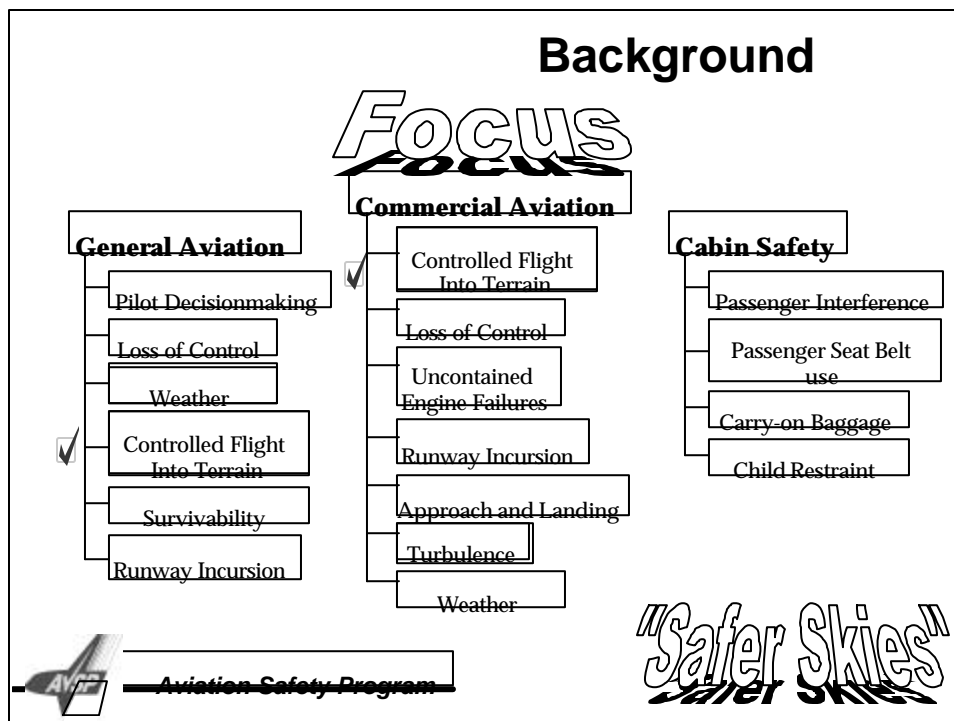 Background
Focus
Commercial Aviation
General Aviation
Cabin Safety
Pilot Decisionmaking
Loss of Control
Weather
Controlled Flight
Into Terrain
Survivability
Runway Incursion
Controlled Flight
Into Terrain
Loss of Control
Uncontained
Engine Failures
Runway Incursion
Approach and Landing
Turbulence
Weather
Passenger Interference
Passenger Seat Belt
use
Carry-on Baggage
Child Restraint
AVSP
Aviation Safety Program
"Safer Skies"